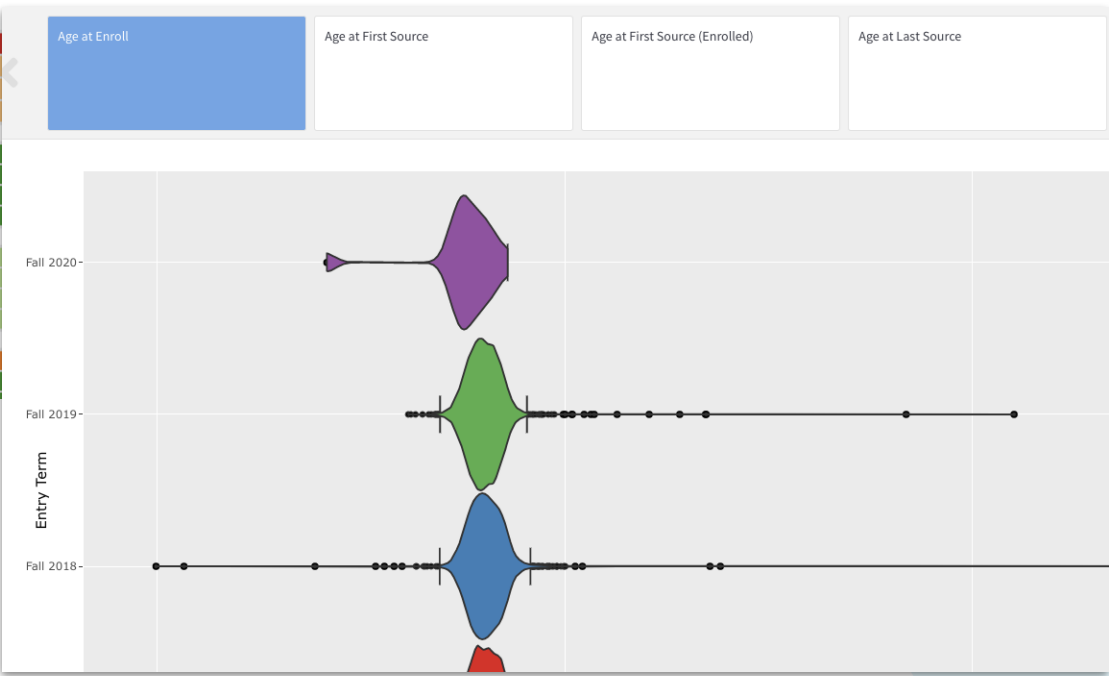 Age at Enroll
Age at First Source
Age at First Source (Enrolled)
Age at Last Source
Fall 2020
Fall 2019
Entry Term
Fall 2018